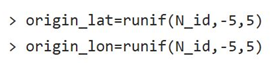 > origin_lat=runif(N_id,-5,5)
> origin_lon=runif(N_id,-5,5)